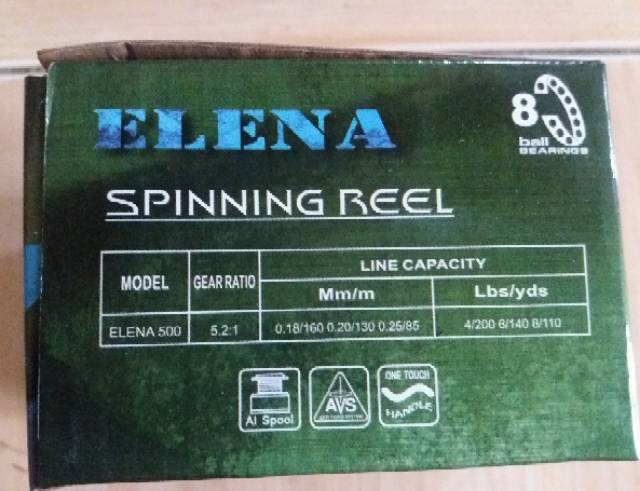 ELENA
8
ball
BEARINGS
SPINNING REEL
MODEL GEAR RATIO LINE CAPACITY
Mm/m Lbs/yds
ELENA 500 5.2:1 0.18/160 0.20/130 0.25/85 4/200 6/140 8/110
Al Spool
AVS
ONE TOUCH
HANDLE